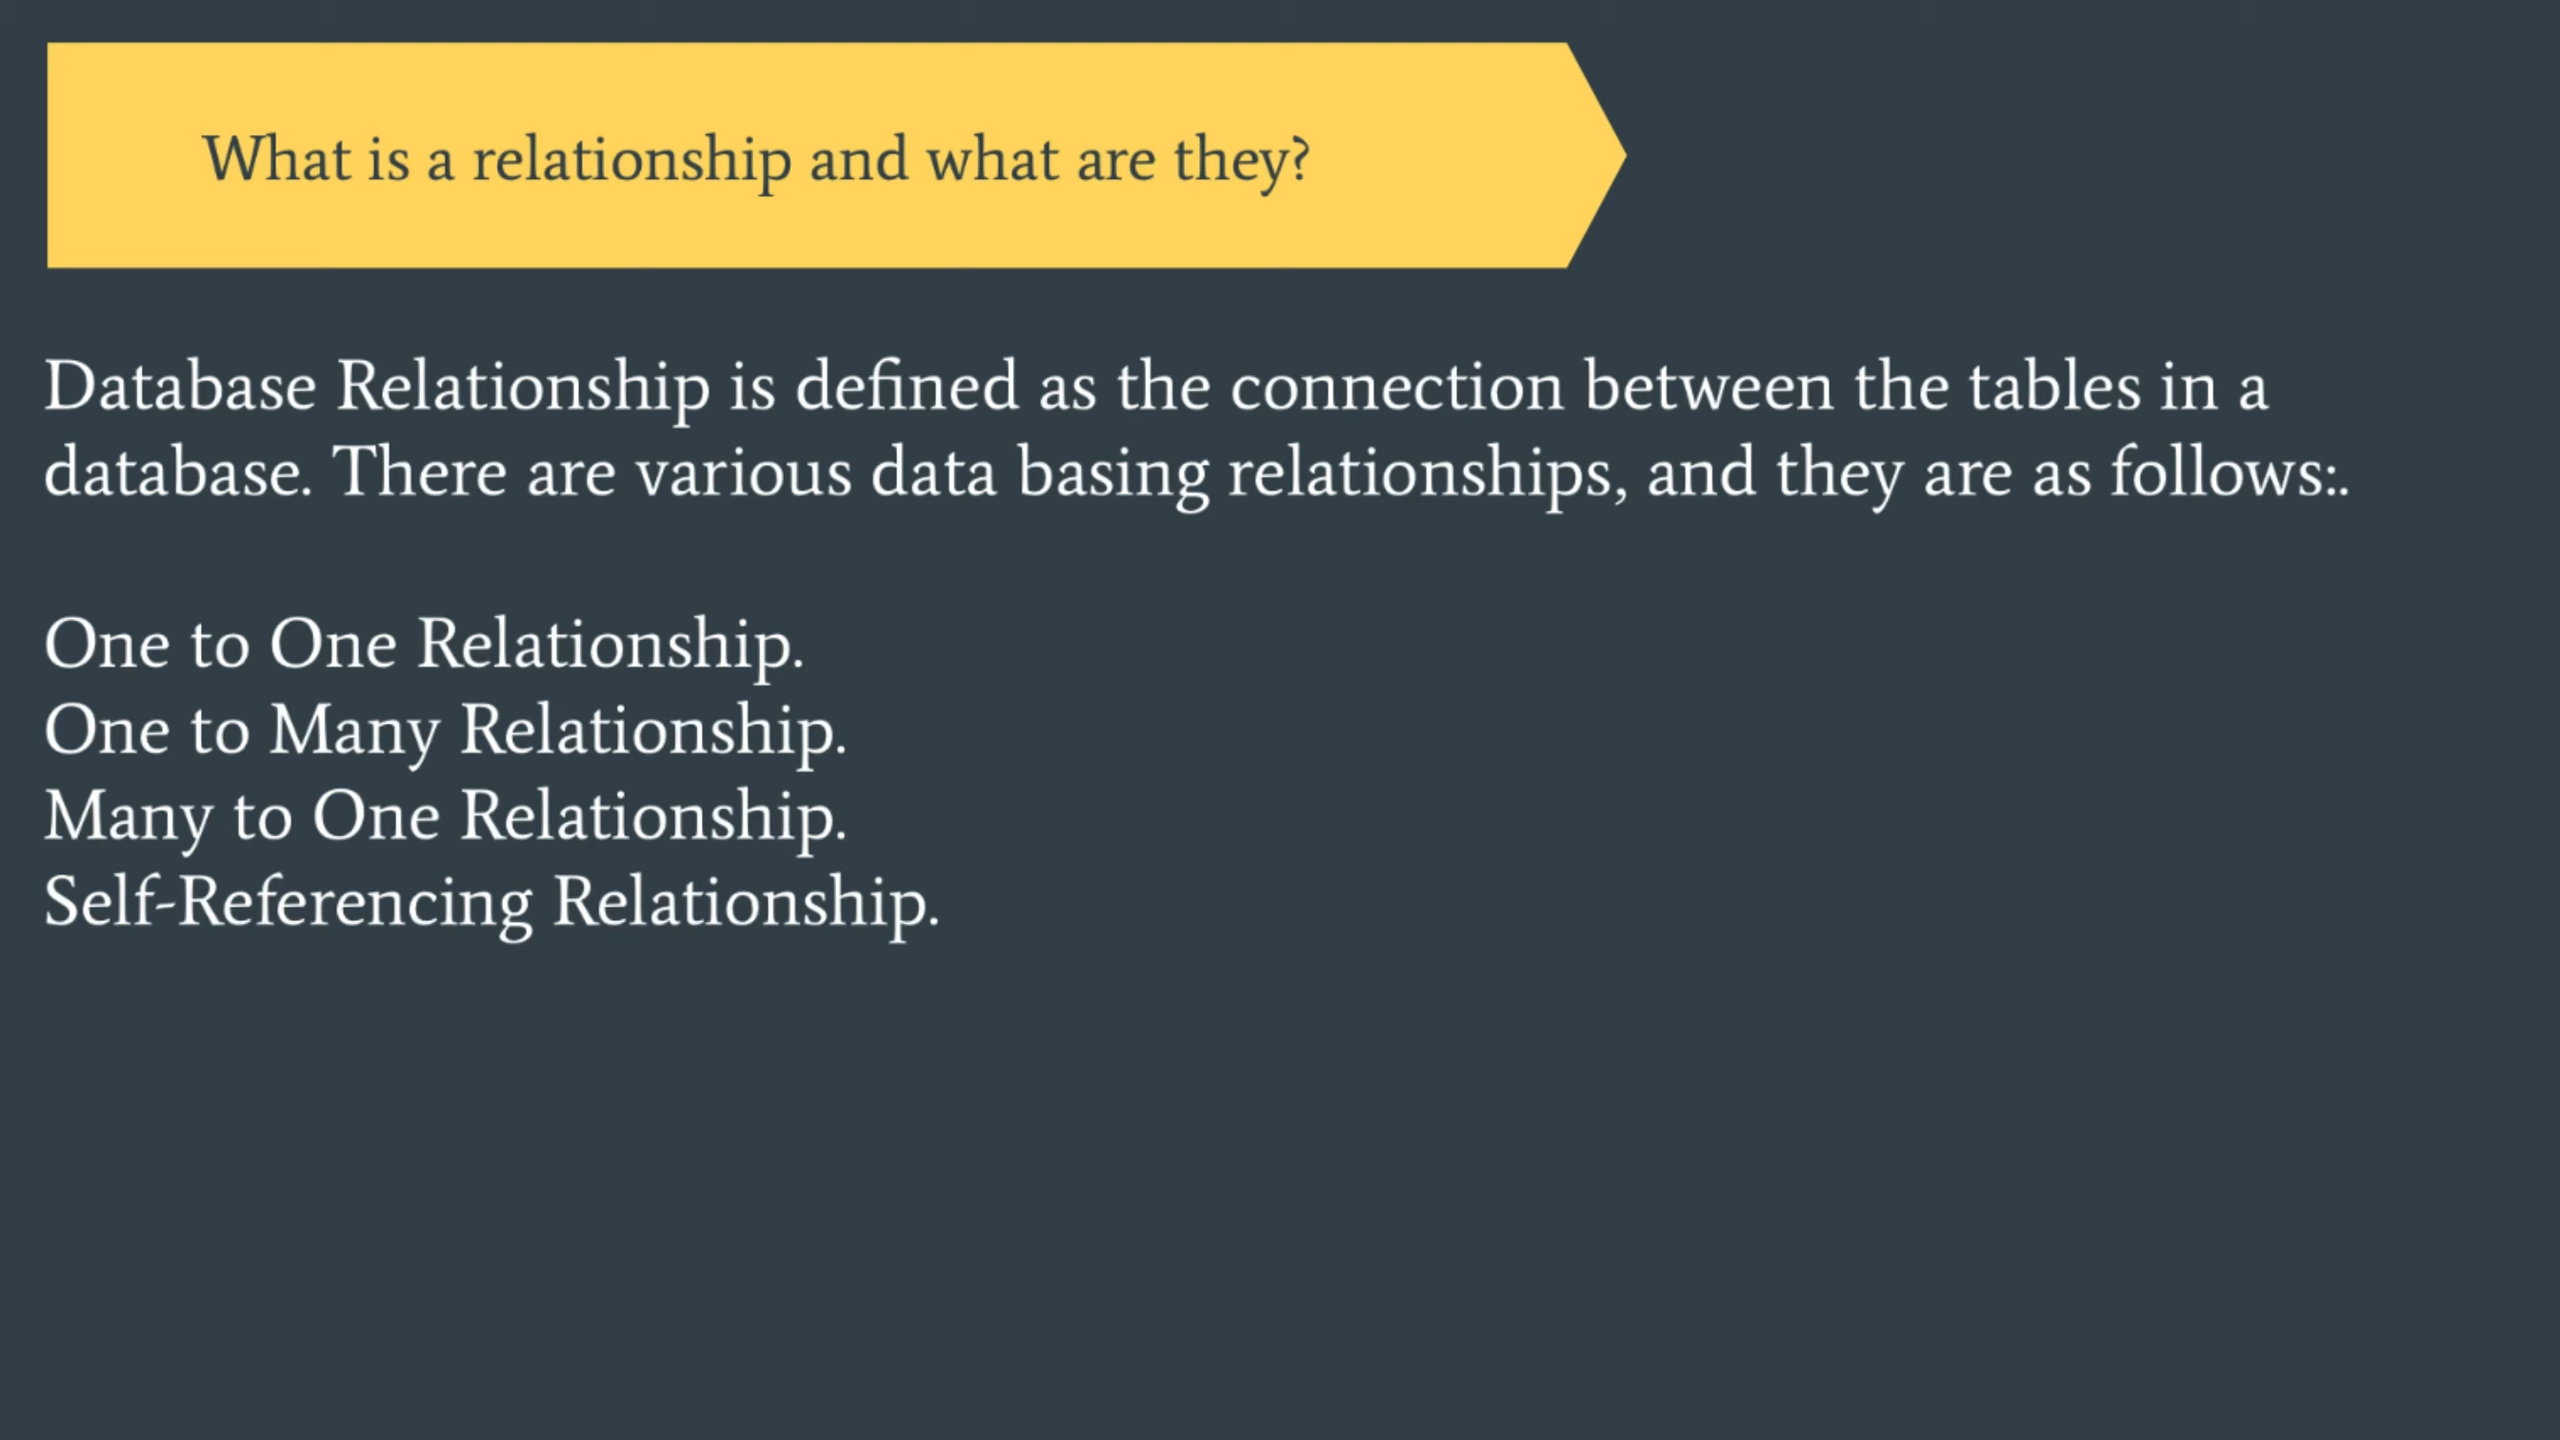 What is a relationship and what are they?
Database Relationship is defined as the connection between the tables in a
database. There are various data basing relationships, and they are as follows:.
One to One Relationship.
One to Many Relationship.
Many to One Relationship.
Self-Referencing Relationship.